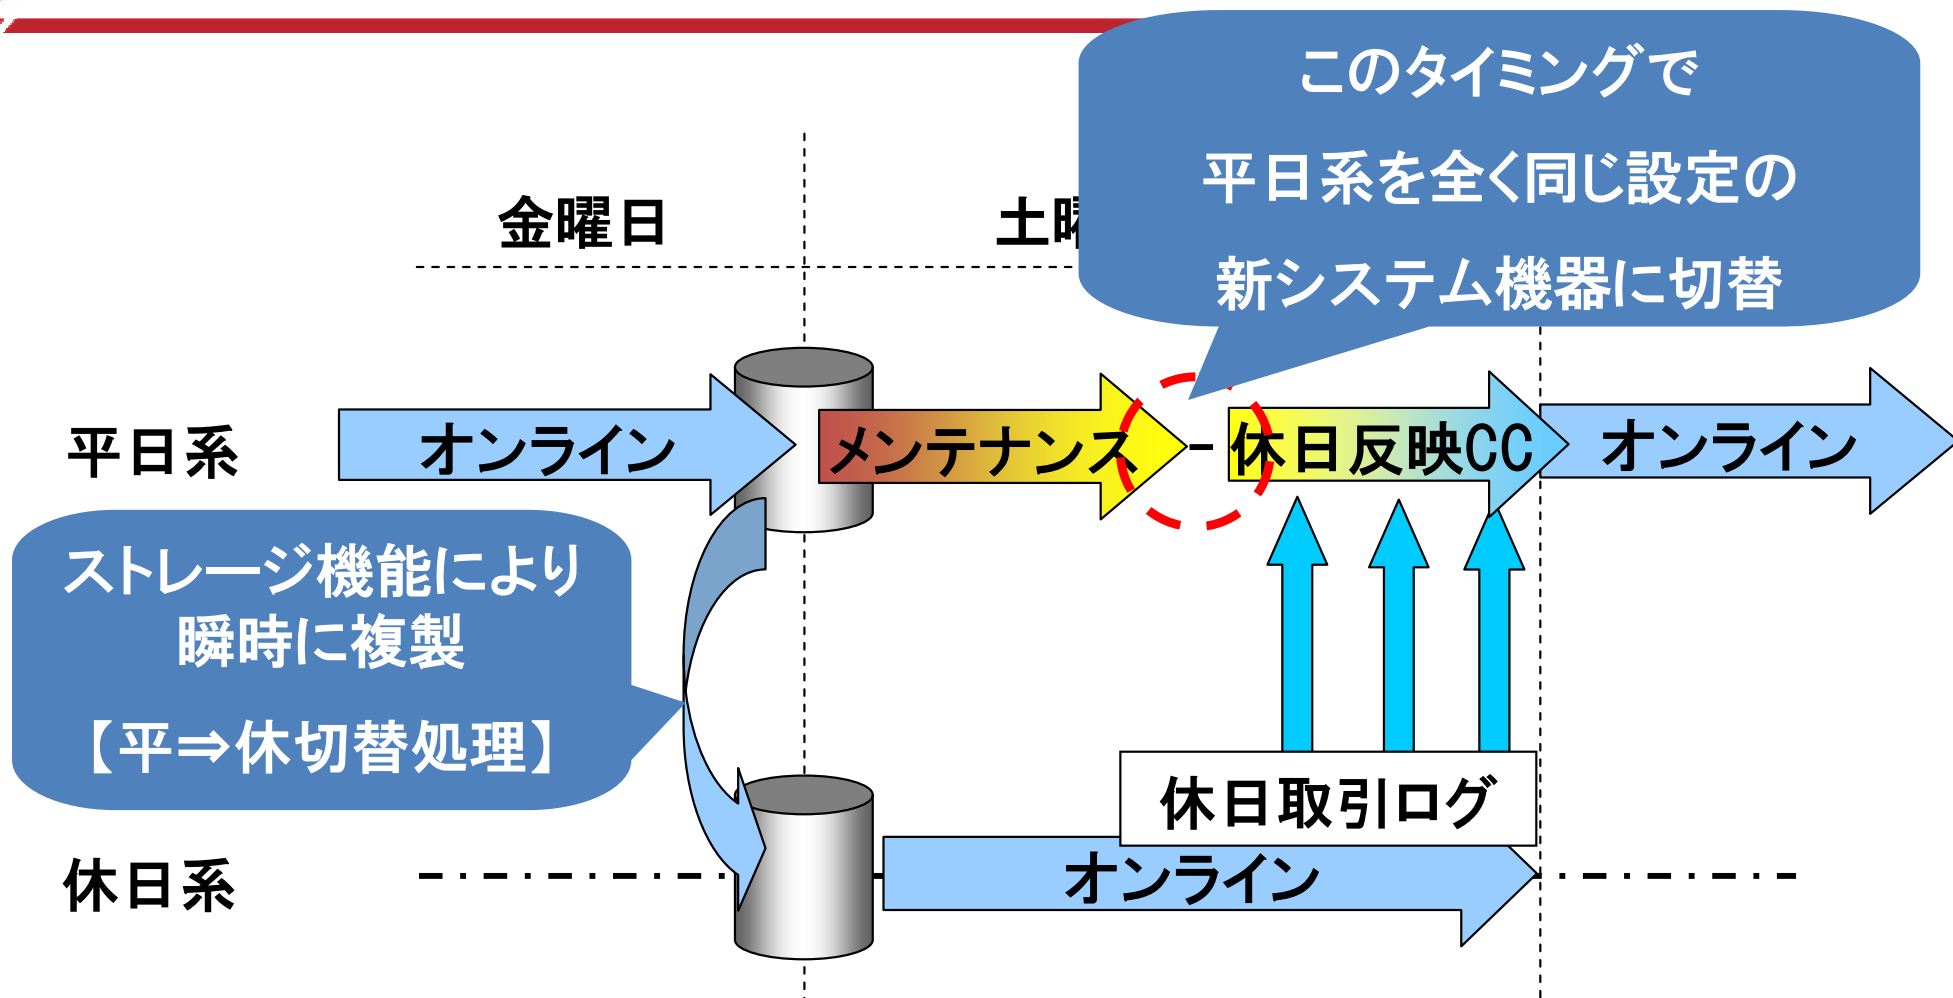 このタイミングで
平日系を全く同じ設定の
新システム機器に切替
金曜日
土曜
平日系
オンライン
メンテナンス
休日反映CC
オンライン
ストレージ機能により
瞬時に複製
【平⇒休切替処理】
休日取引ログ
休日系
オンライン